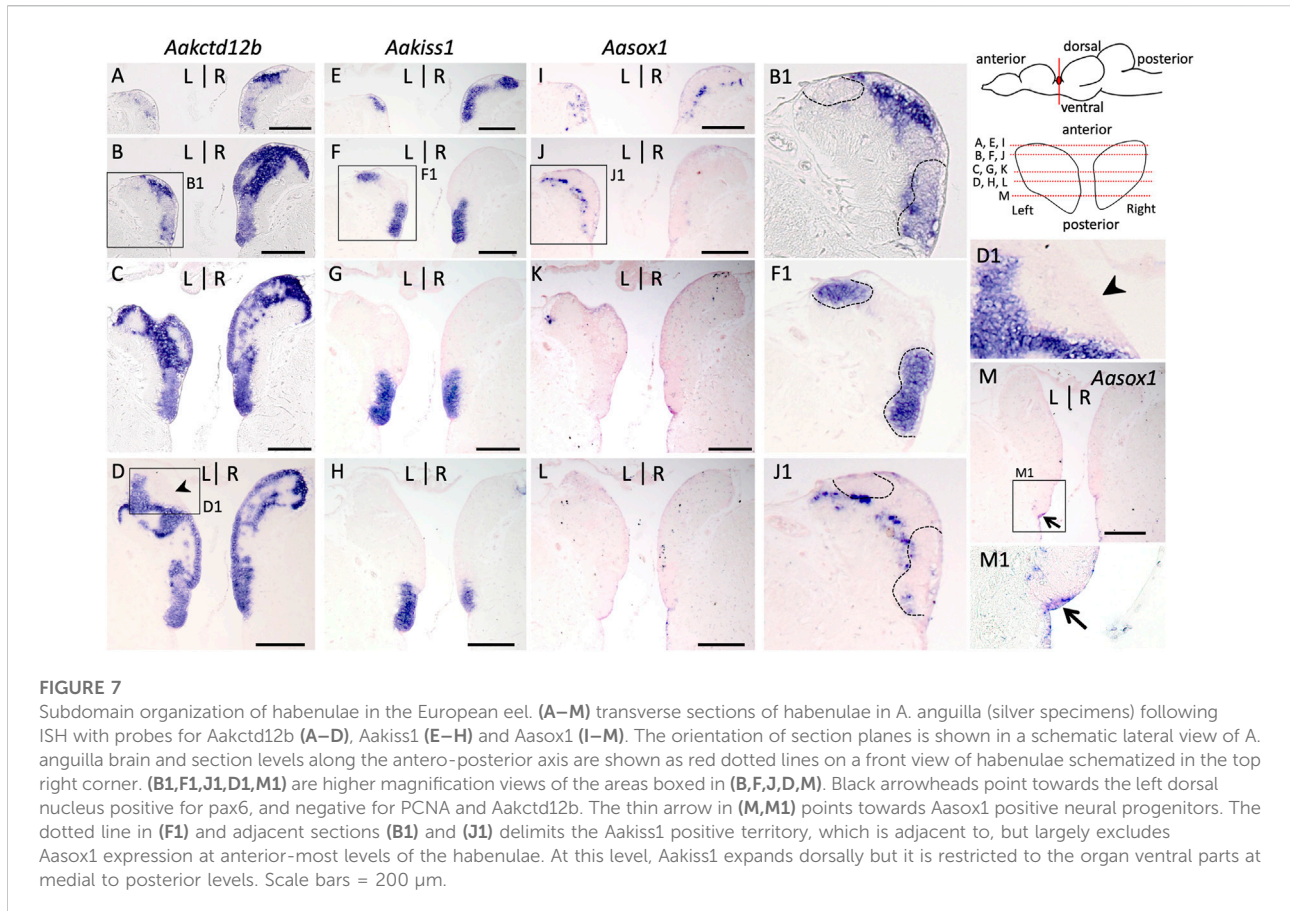 Aakctd12b Aakiss1 Aasox1
A L | R E L | R I L | R B1
B L | R F L | R J L | R
B1 F1 J1
C L | R G L | R K L | R F1
D L | R H L | R L L | R J1
D1
anterior dorsal posterior
ventral
anterior
A, E, I
B, F, J
C, G, K
D, H, L
M
Left Right
posterior
D1
M Aasox1
L | R
M1
M1
FIGURE 7
Subdomain organization of habenulae in the European eel. (A–M) transverse sections of habenulae in A. anguilla (silver specimens) following
ISH with probes for Aakctd12b (A–D), Aakiss1 (E–H) and Aasox1 (I–M). The orientation of section planes is shown in a schematic lateral view of A.
anguilla brain and section levels along the antero-posterior axis are shown as red dotted lines on a front view of habenulae schematized in the top
right corner. (B1,F1,J1,D1,M1) are higher magnification views of the areas boxed in (B,F,J,D,M). Black arrowheads point towards the left dorsal
nucleus positive for pax6, and negative for PCNA and Aakctd12b. The thin arrow in (M,M1) points towards Aasox1 positive neural progenitors. The
dotted line in (F1) and adjacent sections (B1) and (J1) delimits the Aakiss1 positive territory, which is adjacent to, but largely excludes
Aasox1 expression at anterior-most levels of the habenulae. At this level, Aakiss1 expands dorsally but it is restricted to the organ ventral parts at
medial to posterior levels. Scale bars = 200 µm.